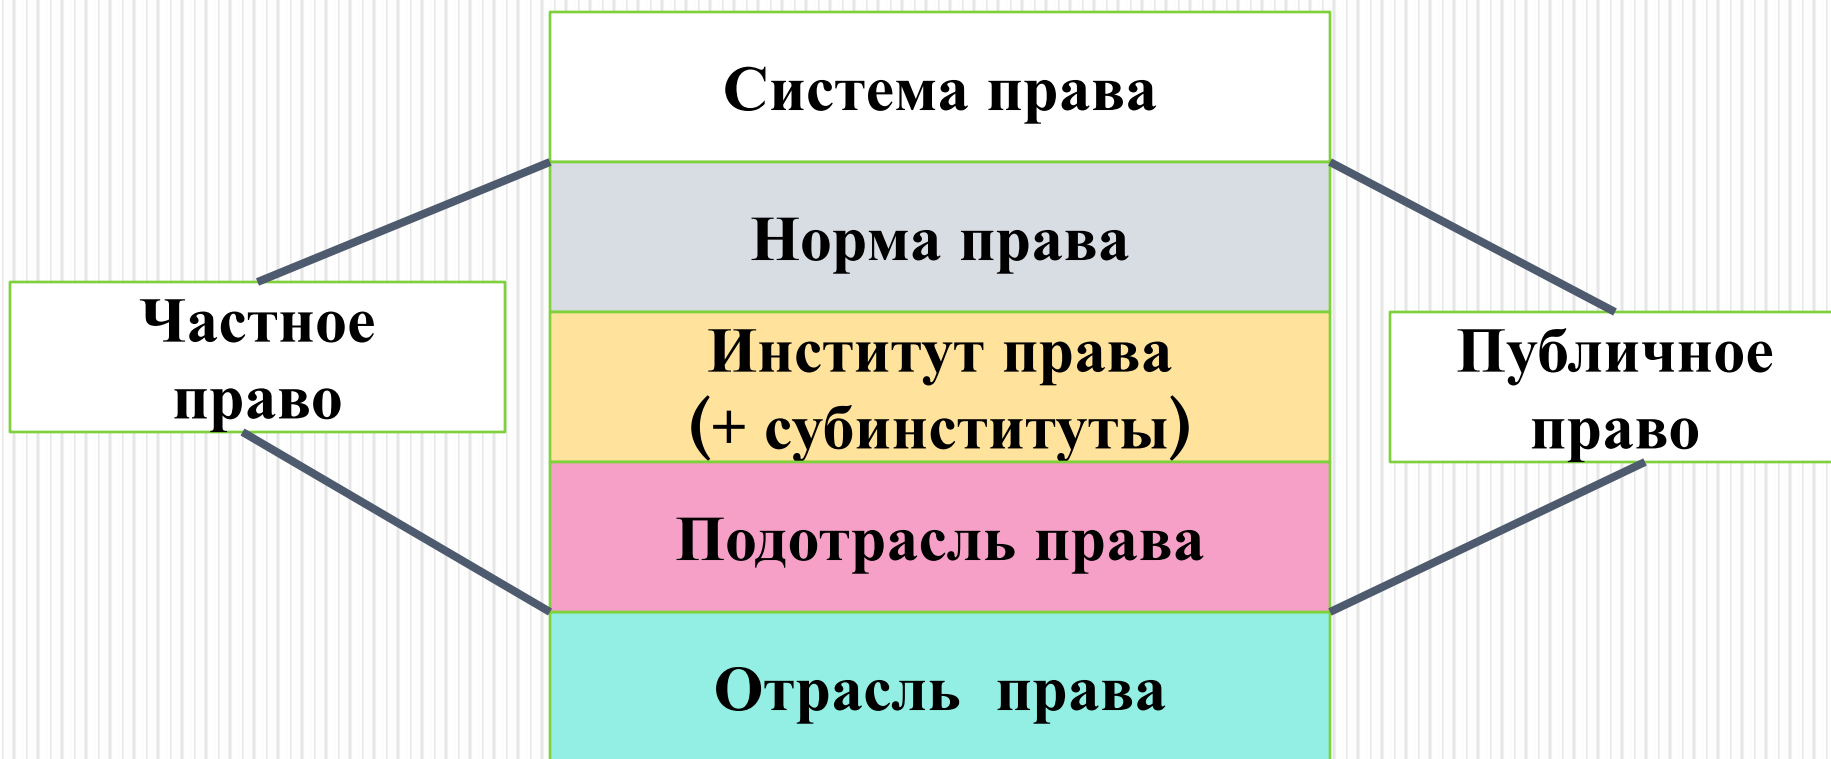 Система права
Норма права
Частное
право
Институт права
(+ субинституты)
Публичное
право
Подотрасль права
Отрасль  права